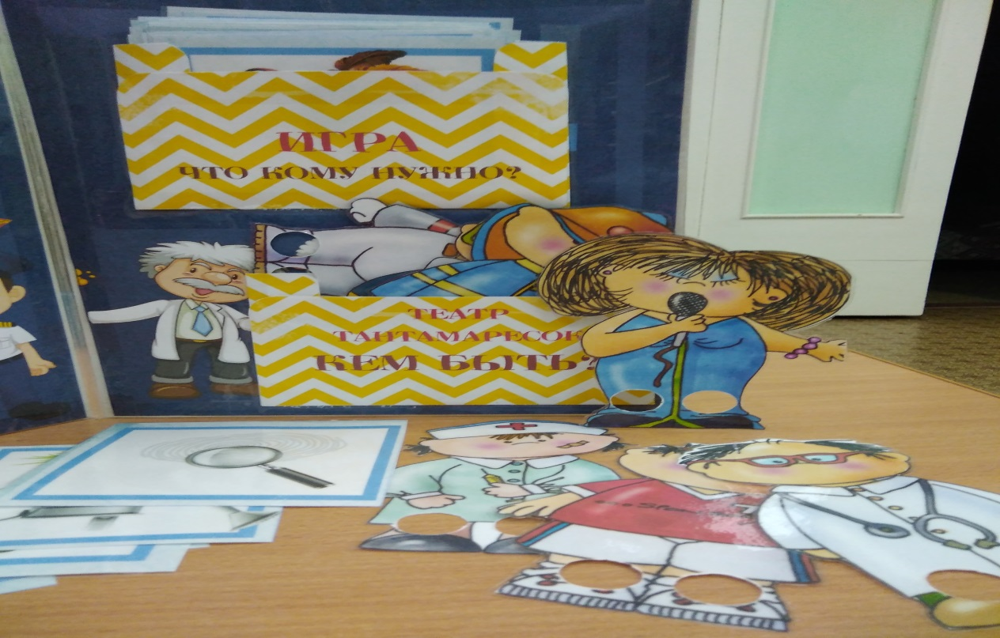 ИГРА
ЧТО КОМУ НУЖНО?
ТЕАТР
ТАНТАМАРЕСОК
КЕМ БЫТЬ?